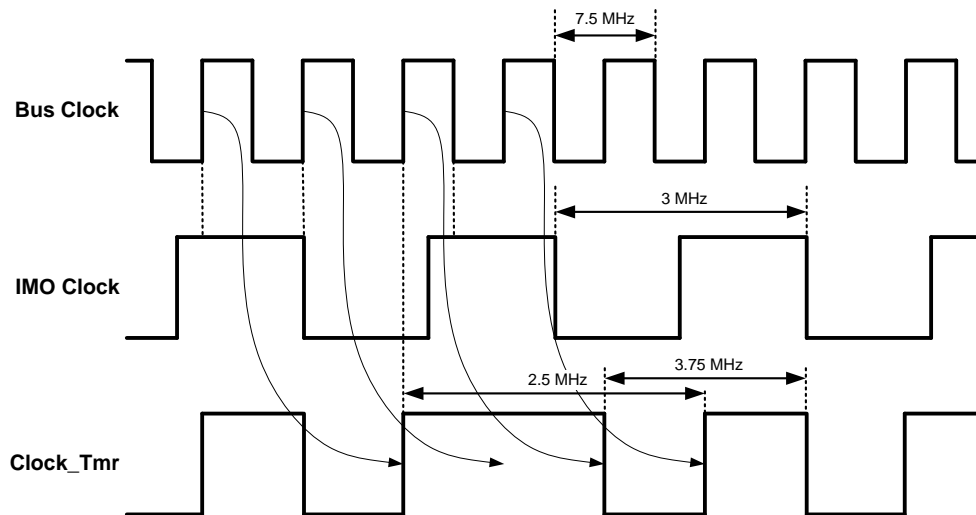 7.5 MHz
Bus Clock
3 MHz
IMO Clock
3.75 MHz
2.5 MHz
Clock_Tmr